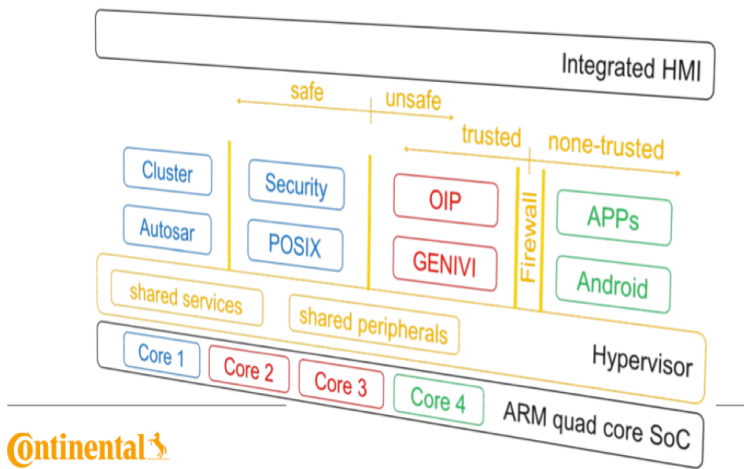 Integrated HMI
safe
unsafe
trusted
none-trusted
Cluster
Security
OIP
Firewall
APPs
Autosar
POSIX
GENIVI
Android
shared services
shared peripherals
Hypervisor
Core 1
Core 2
Core 3
Core 4
ARM quad core SoC
Continental